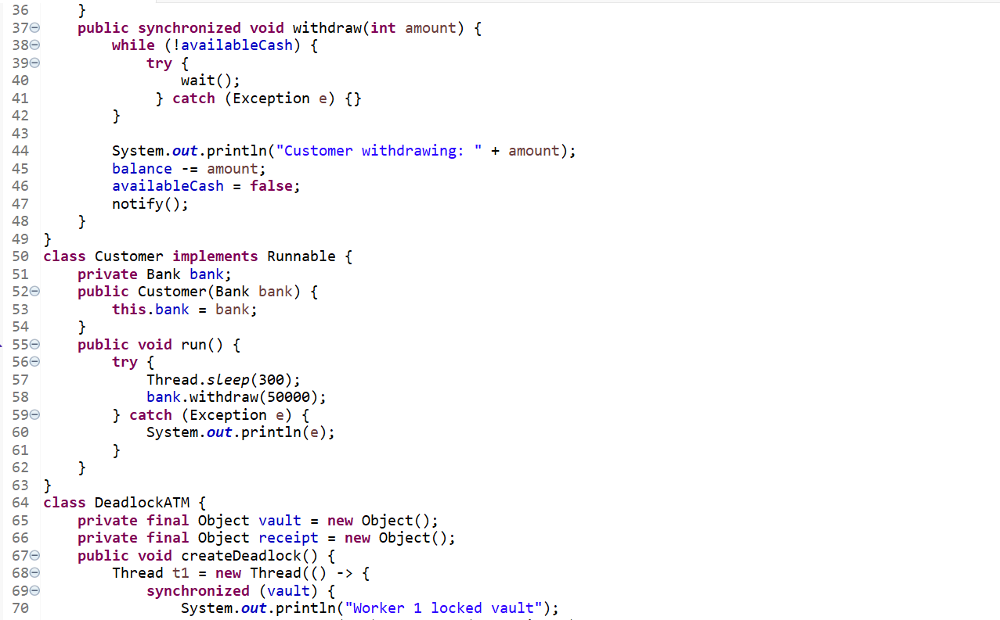 36     }
37     public synchronized void withdraw(int amount) {
38         while (!availableCash) {
39             try {
40                 wait();
41              } catch (Exception e) {}
42         }
43
44         System.out.println("Customer withdrawing: " + amount);
45         balance -= amount;
46         availableCash = false;
47         notify();
48     }
49 }
50 class Customer implements Runnable {
51     private Bank bank;
52     public Customer(Bank bank) {
53         this.bank = bank;
54     }
55     public void run() {
56         try {
57             Thread.sleep(300);
58             bank.withdraw(50000);
59         } catch (Exception e) {
60             System.out.println(e);
61         }
62     }
63 }
64 class DeadlockATM {
65     private final Object vault = new Object();
66     private final Object receipt = new Object();
67     public void createDeadlock() {
68         Thread t1 = new Thread(() -> {
69             synchronized (vault) {
70                 System.out.println("Worker 1 locked vault");